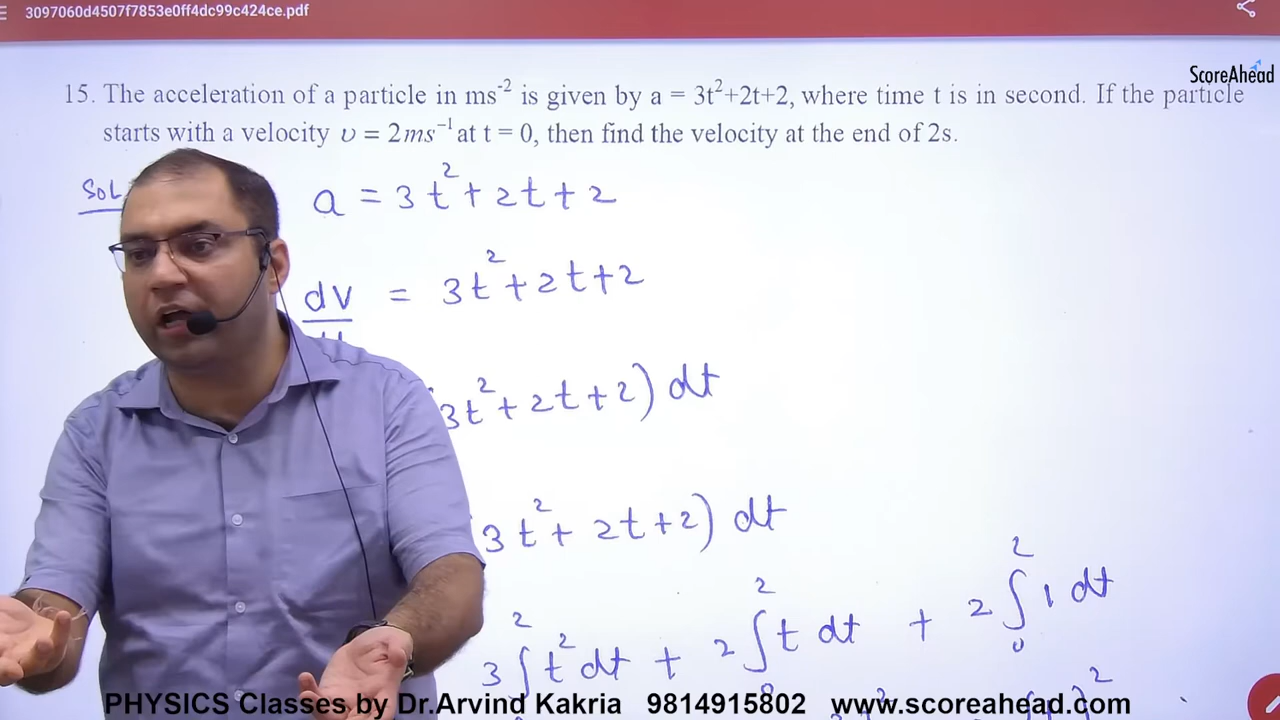 3097060d4507f7853e0ff4dc99c424ce.pdf
ScoreAhead
15. The acceleration of a particle in ms⁻² is given by a = 3t²+2t+2, where time t is in second. If the particle
starts with a velocity υ = 2ms⁻¹ at t = 0, then find the velocity at the end of 2s.
SOL
a = 3t²+2t+2
dv = 3t²+2t+2
3t²+2t+2) dt
3t²+2t+2) dt
3∫² t² dt + 2∫² t dt + 2∫₀² 1 dt
PHYSICS Classes by Dr.Arvind Kakria 9814915802 www.scoreahead.com